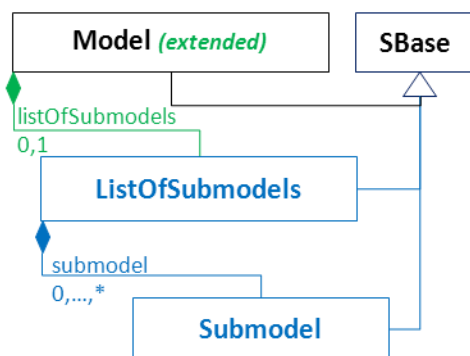 Model (extended)
SBase
listOfSubmodels
0,1
ListOfSubmodels
submodel
0,...,*
Submodel